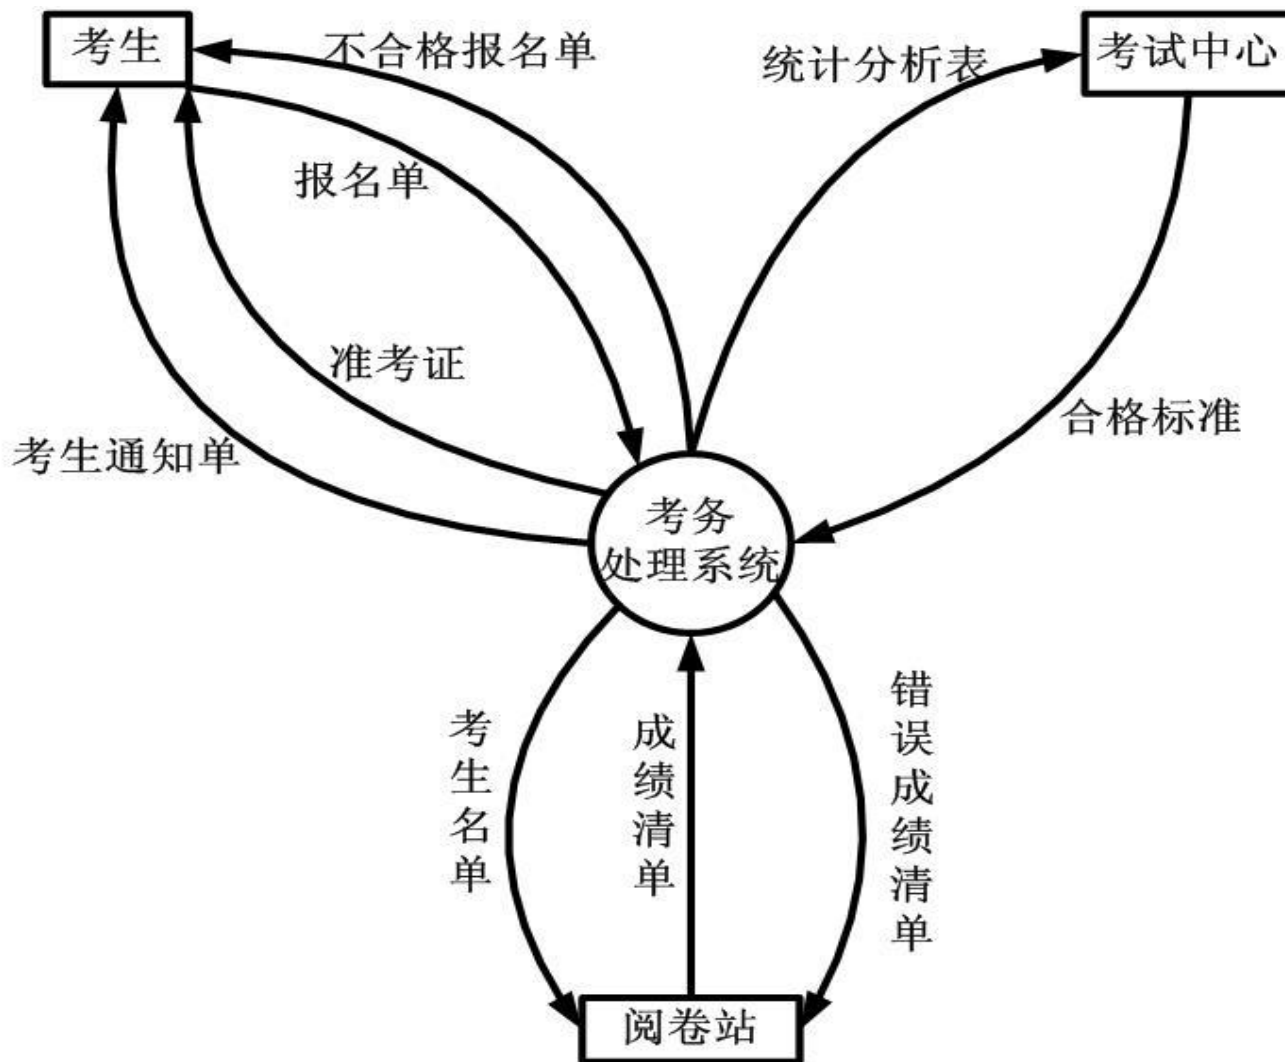 考生
不合格报名单
统计分析表
考试中心
报名单
准考证
考生通知单
合格标准
考务
处理系统
考生名单
成绩清单
错误成绩清单
阅卷站